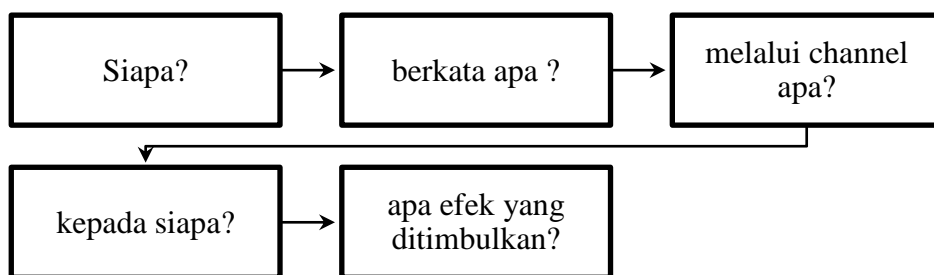 Siapa?
berkata apa ?
melalui channel
apa?
kepada siapa?
apa efek yang
ditimbulkan?